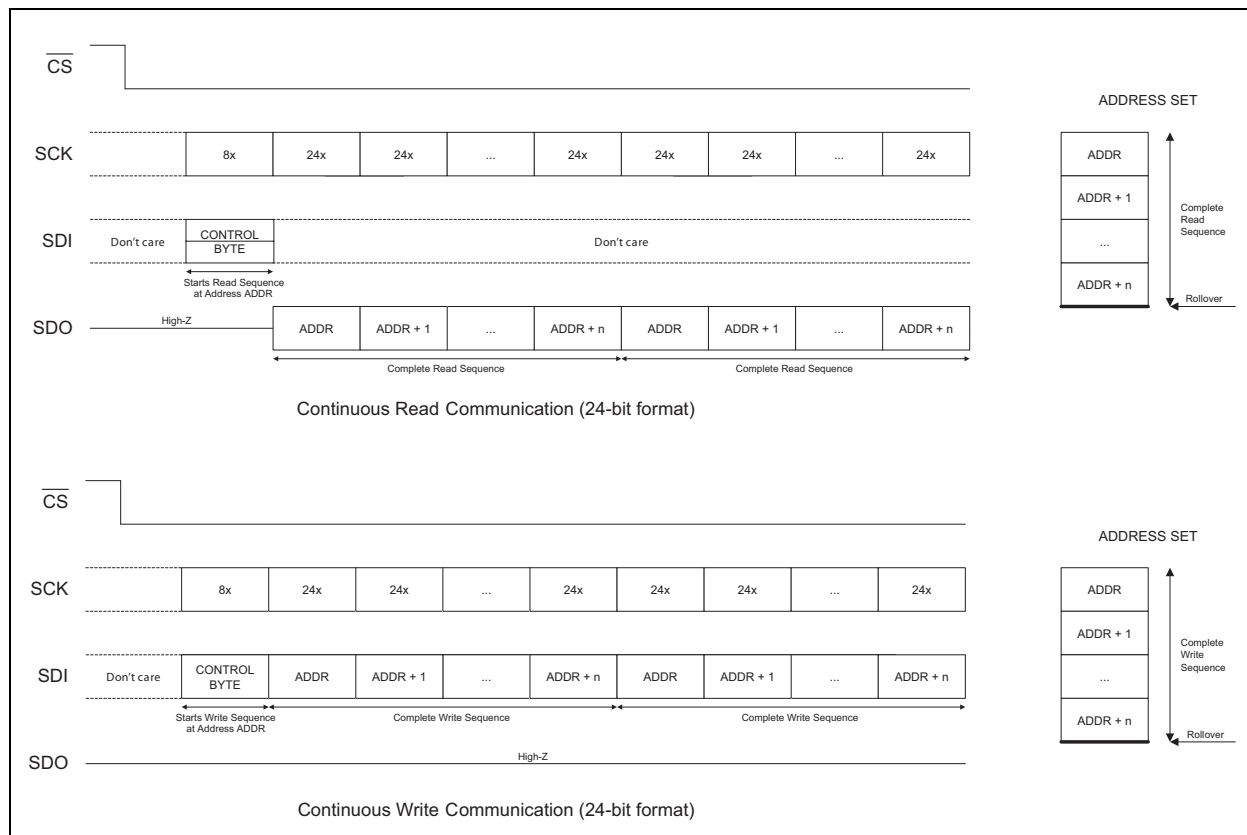 CS
ADDRESS SET
SCK
8x 24x 24x ... 24x 24x 24x ... 24x
ADDR
ADDR + 1
...
ADDR + n
Complete
Read
Sequence
Rollover
SDI
Don't care
CONTROL
BYTE
Don't care
Starts Read Sequence
at Address ADDR
SDO
High-Z
ADDR ADDR + 1 ... ADDR + n ADDR ADDR + 1 ... ADDR + n
Complete Read Sequence Complete Read Sequence
Continuous Read Communication (24-bit format)
CS
ADDRESS SET
SCK
8x 24x 24x ... 24x 24x 24x ... 24x
ADDR
ADDR + 1
...
ADDR + n
Complete
Write
Sequence
Rollover
SDI
Don't care
CONTROL
BYTE
ADDR ADDR + 1 ... ADDR + n ADDR ADDR + 1 ... ADDR + n
Starts Write Sequence
at Address ADDR
Complete Write Sequence Complete Write Sequence
SDO
High-Z
Continuous Write Communication (24-bit format)